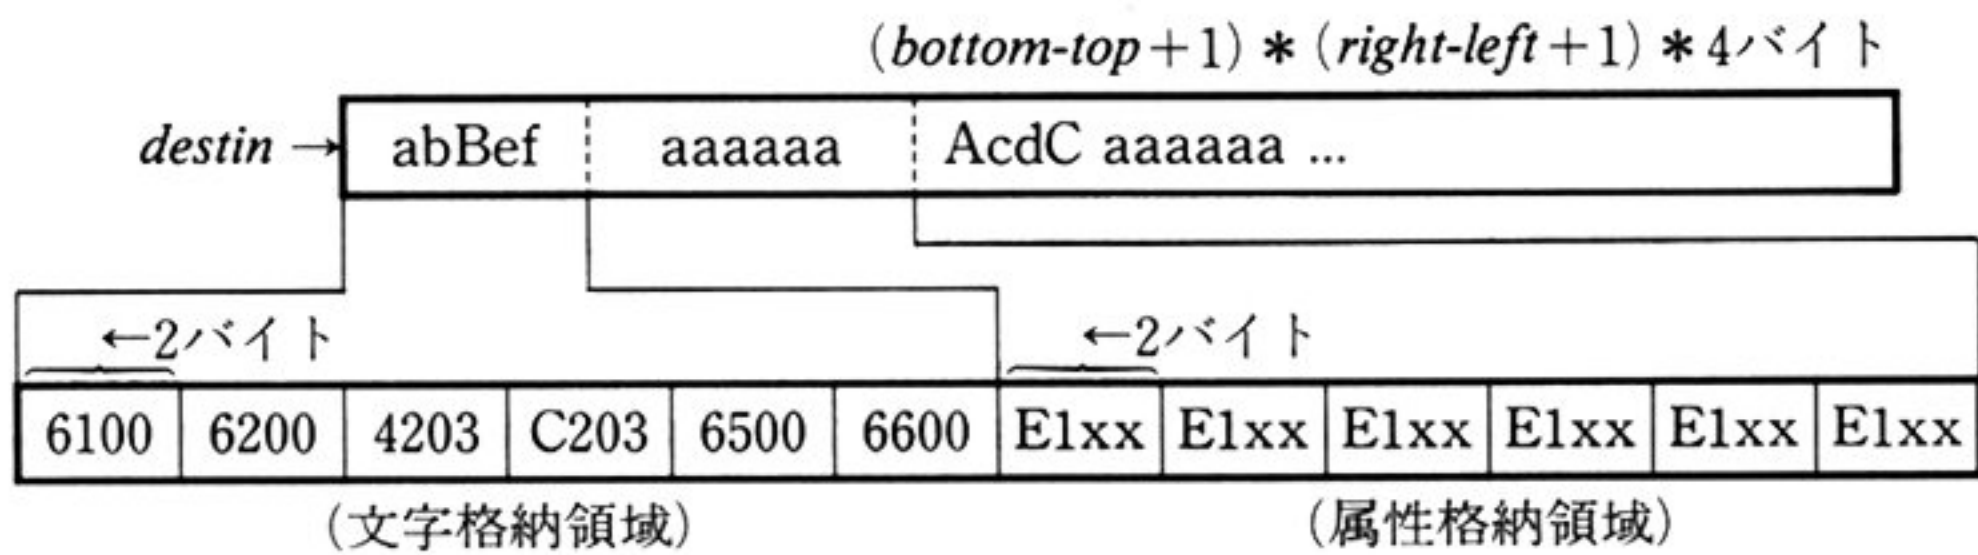 (bottom-top+1)*(right-left+1)*4バイト
destin→ abBef aaaaaa AcdC aaaaaa ...
←2バイト ←2バイト
6100 6200 4203 C203 6500 6600 E1xx E1xx E1xx E1xx E1xx E1xx
(文字格納領域) (属性格納領域)